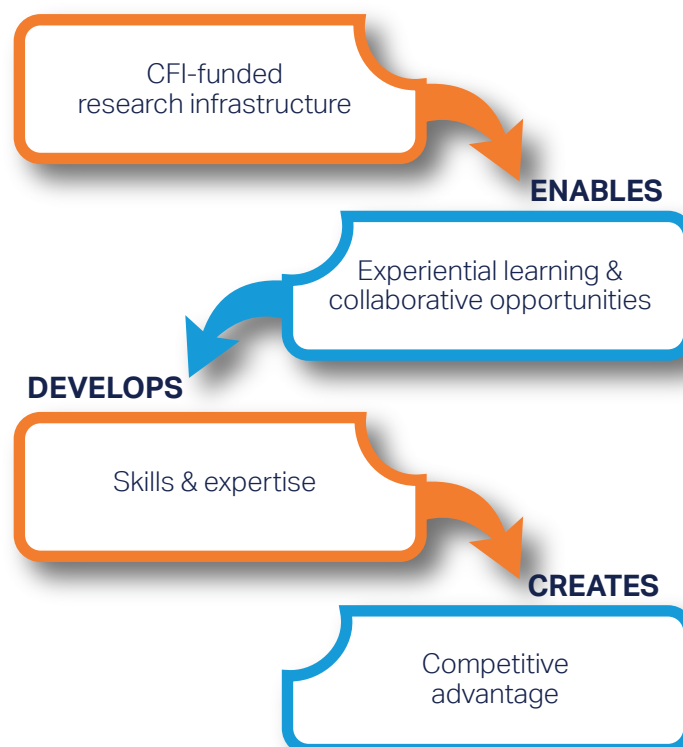 CFI-funded
research infrastructure
ENABLES
Experiential learning &
collaborative opportunities
DEVELOPS
Skills & expertise
CREATES
Competitive
advantage